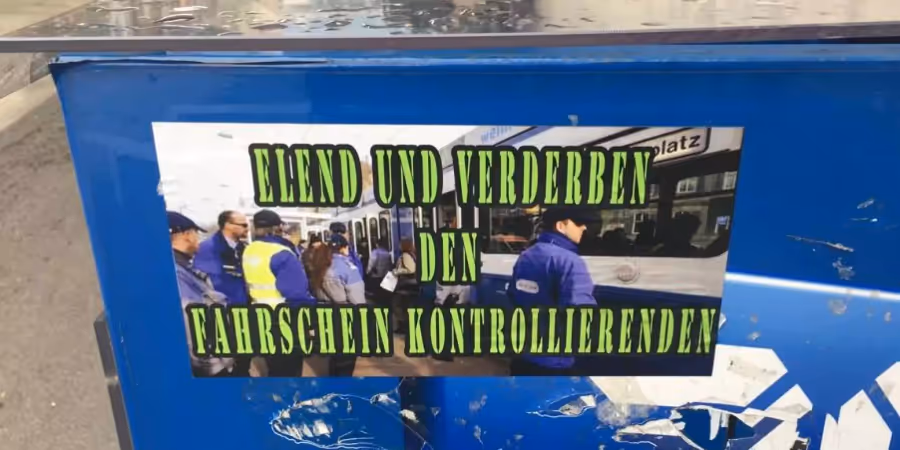 ELEND UND VERDERBEN
DEN
FAHRSCHEIN KONTROLLIERENDEN
platz